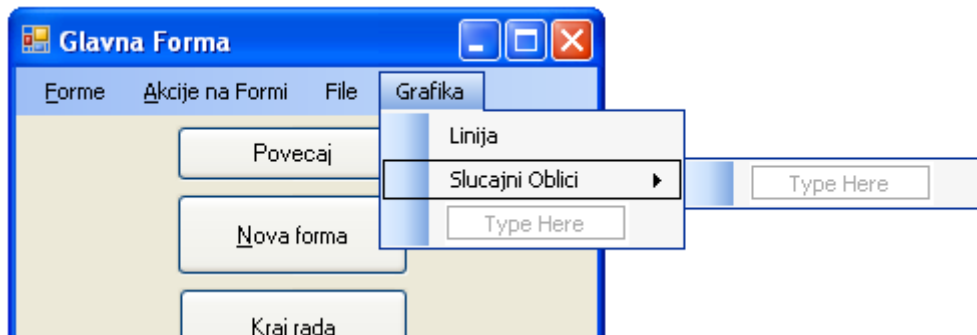 Glavna Forma
Forme Akcije na Formi File Grafika
Linija
Povecaj
Slucajni Oblici
Type Here
Type Here
Nova forma
Kraj rada